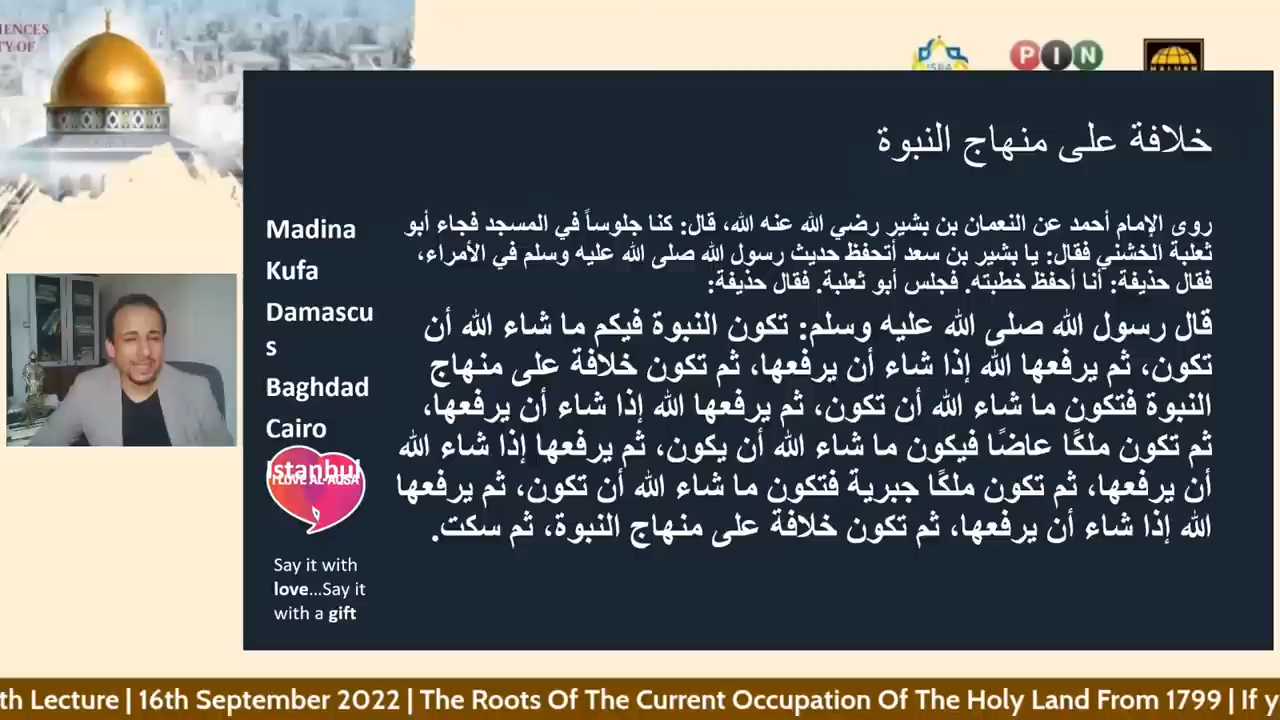 IENCES
TY OF
ISRA
PIN
خلافة على منهاج النبوة
روى الإمام أحمد عن النعمان بن بشير رضي الله عنه الله، قال: كنا جلوساً في المسجد فجاء أبو
ثعلبة الخشني فقال: يا بشير بن سعد أتحفظ حديث رسول الله صلى الله عليه وسلم في الأمراء،
فقال حذيفة: أنا أحفظ خطبته. فجلس أبو ثعلبة. فقال حذيفة:
قال رسول الله صلى الله عليه وسلم: تكون النبوة فيكم ما شاء الله أن
تكون، ثم يرفعها الله إذا شاء أن يرفعها، ثم تكون خلافة على منهاج
النبوة فتكون ما شاء الله أن تكون، ثم يرفعها الله إذا شاء أن يرفعها،
ثم تكون ملكًا عاضًا فيكون ما شاء الله أن يكون، ثم يرفعها إذا شاء الله
أن يرفعها، ثم تكون ملكًا جبرية فتكون ما شاء الله أن تكون، ثم يرفعها
الله إذا شاء أن يرفعها، ثم تكون خلافة على منهاج النبوة، ثم سكت.
Madina
Kufa
Damascu
s
Baghdad
Cairo
Istanbul
I LOVE AL-AQSA
Say it with
love...Say it
with a gift
th Lecture | 16th September 2022 | The Roots Of The Current Occupation Of The Holy Land From 1799 | If y